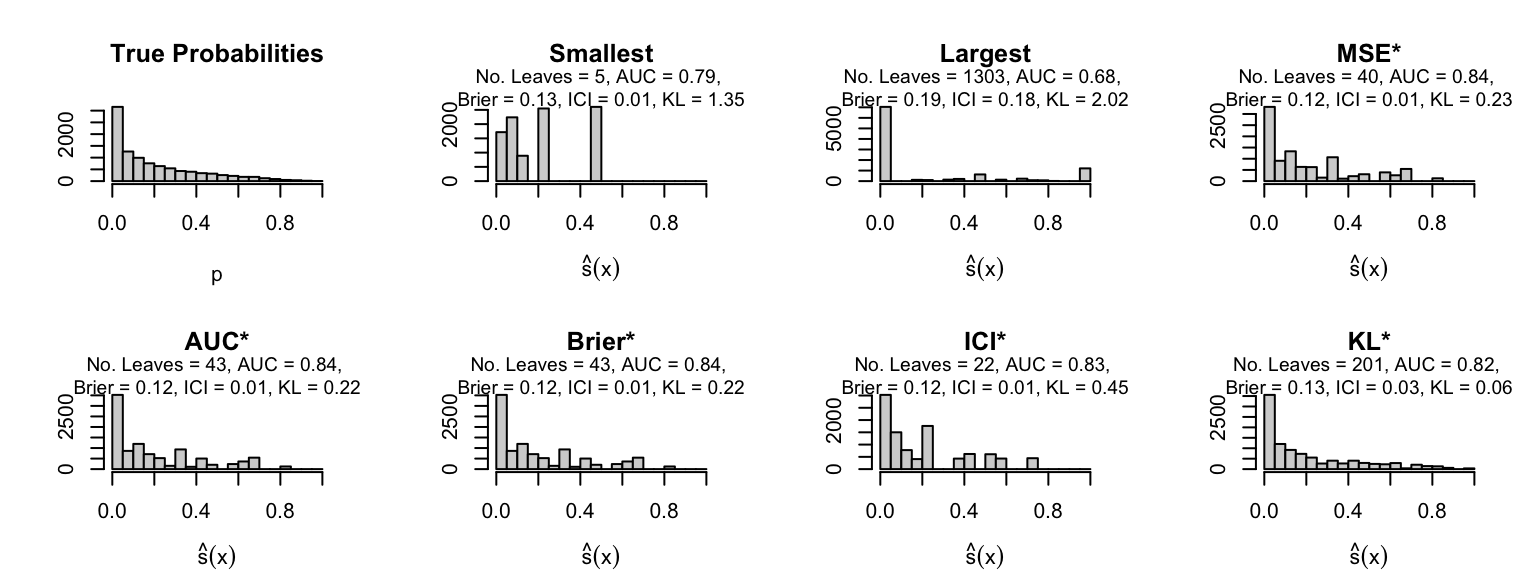 True Probabilities
2000
0
0.0 0.4 0.8
p
Smallest
No. Leaves = 5, AUC = 0.79,
Brier = 0.13, ICI = 0.01, KL = 1.35
2000
0
0.0 0.4 0.8
ŝ(x)
Largest
No. Leaves = 1303, AUC = 0.68,
Brier = 0.19, ICI = 0.18, KL = 2.02
5000
0
0.0 0.4 0.8
ŝ(x)
MSE*
No. Leaves = 40, AUC = 0.84,
Brier = 0.12, ICI = 0.01, KL = 0.23
2500
0
0.0 0.4 0.8
ŝ(x)
AUC*
No. Leaves = 43, AUC = 0.84,
Brier = 0.12, ICI = 0.01, KL = 0.22
2500
0
0.0 0.4 0.8
ŝ(x)
Brier*
No. Leaves = 43, AUC = 0.84,
Brier = 0.12, ICI = 0.01, KL = 0.22
2500
0
0.0 0.4 0.8
ŝ(x)
ICI*
No. Leaves = 22, AUC = 0.83,
Brier = 0.12, ICI = 0.01, KL = 0.45
2000
0
0.0 0.4 0.8
ŝ(x)
KL*
No. Leaves = 201, AUC = 0.82,
Brier = 0.13, ICI = 0.03, KL = 0.06
2500
0
0.0 0.4 0.8
ŝ(x)